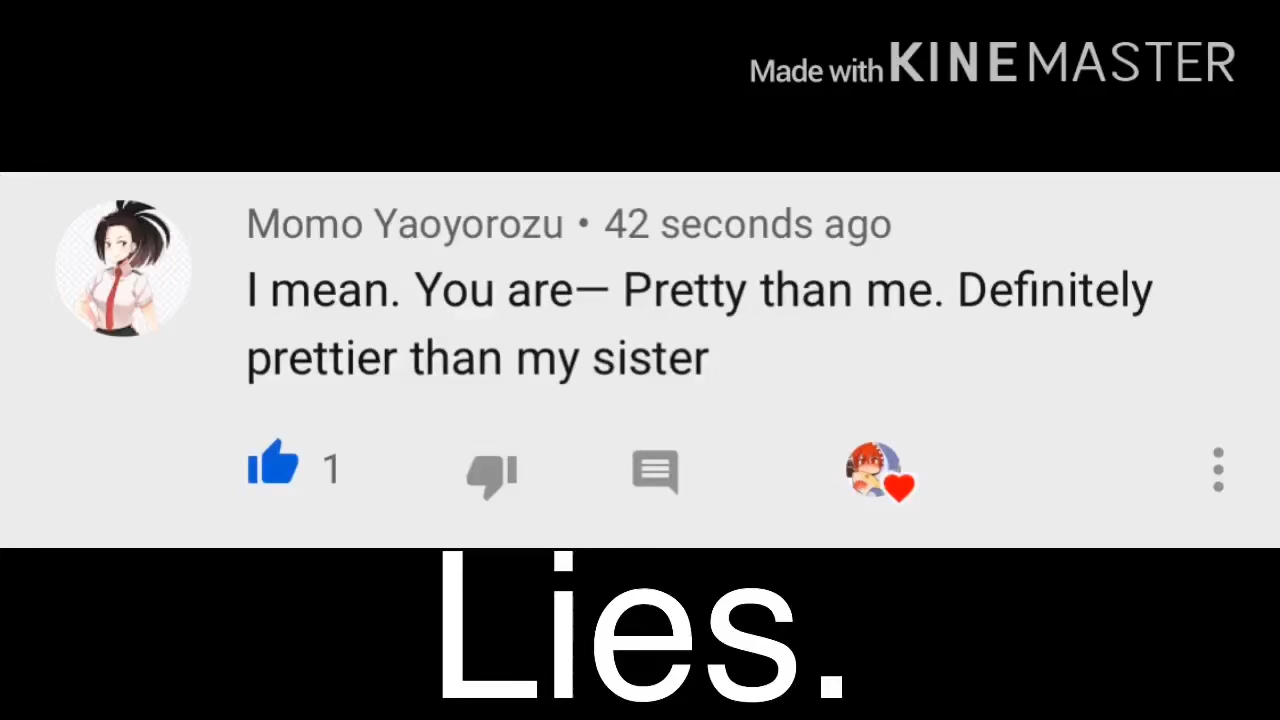 Made with KINEMASTER
Momo Yaoyorozu • 42 seconds ago
I mean. You are— Pretty than me. Definitely
prettier than my sister
1
Lies.